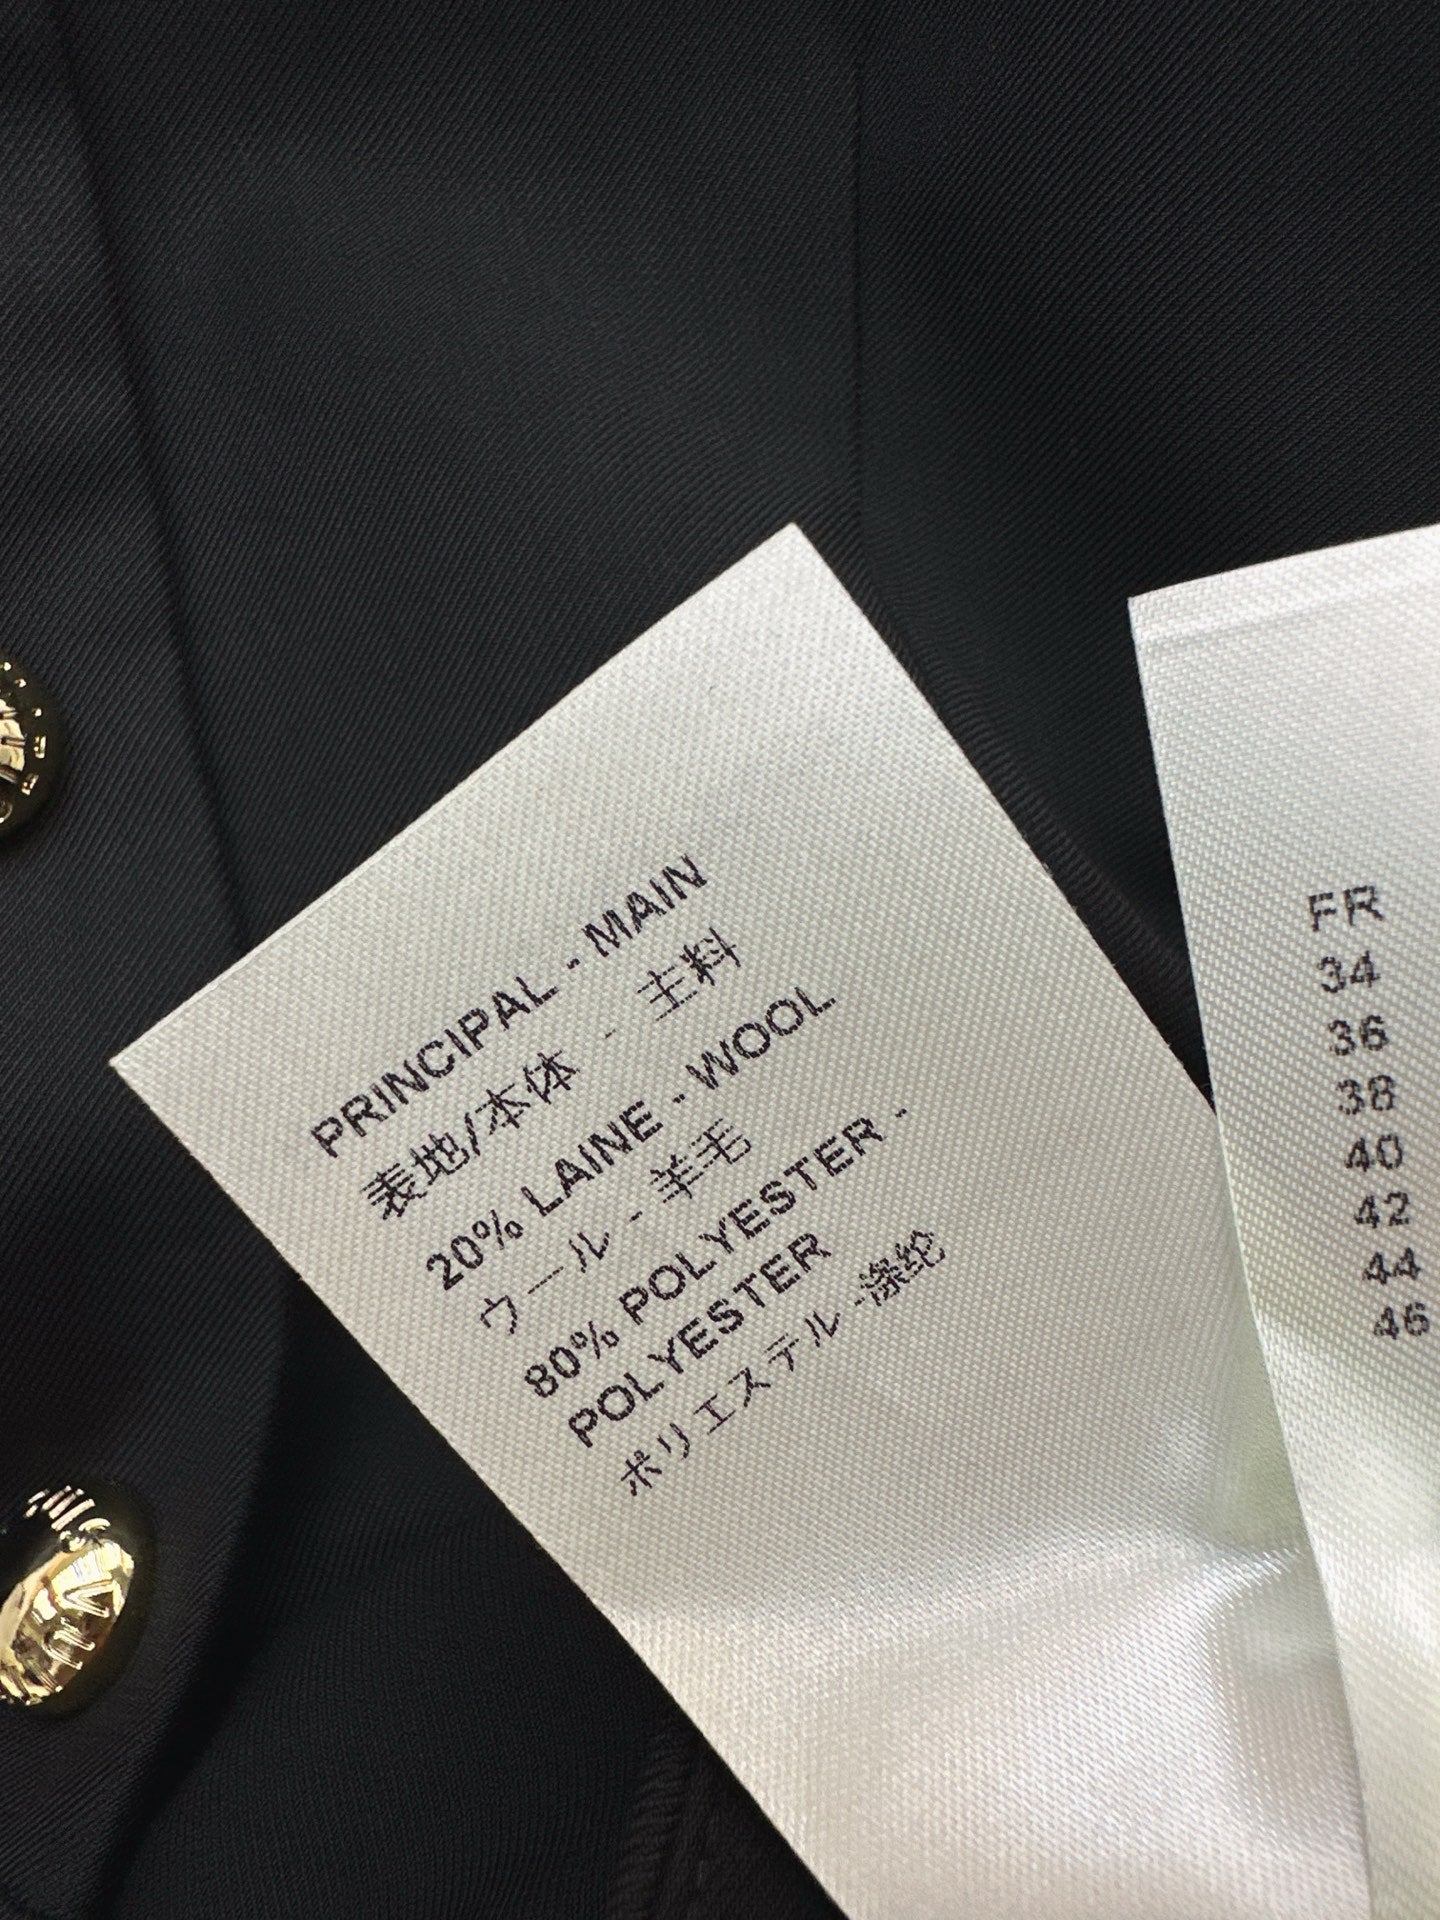 PRINCIPAL - MAIN
表地/本体 - 主料
20% LAINE - WOOL
ウール - 羊毛
80% POLYESTER -
POLYESTER
ポリエステル -涤纶
FR
34
36
38
40
42
44
46